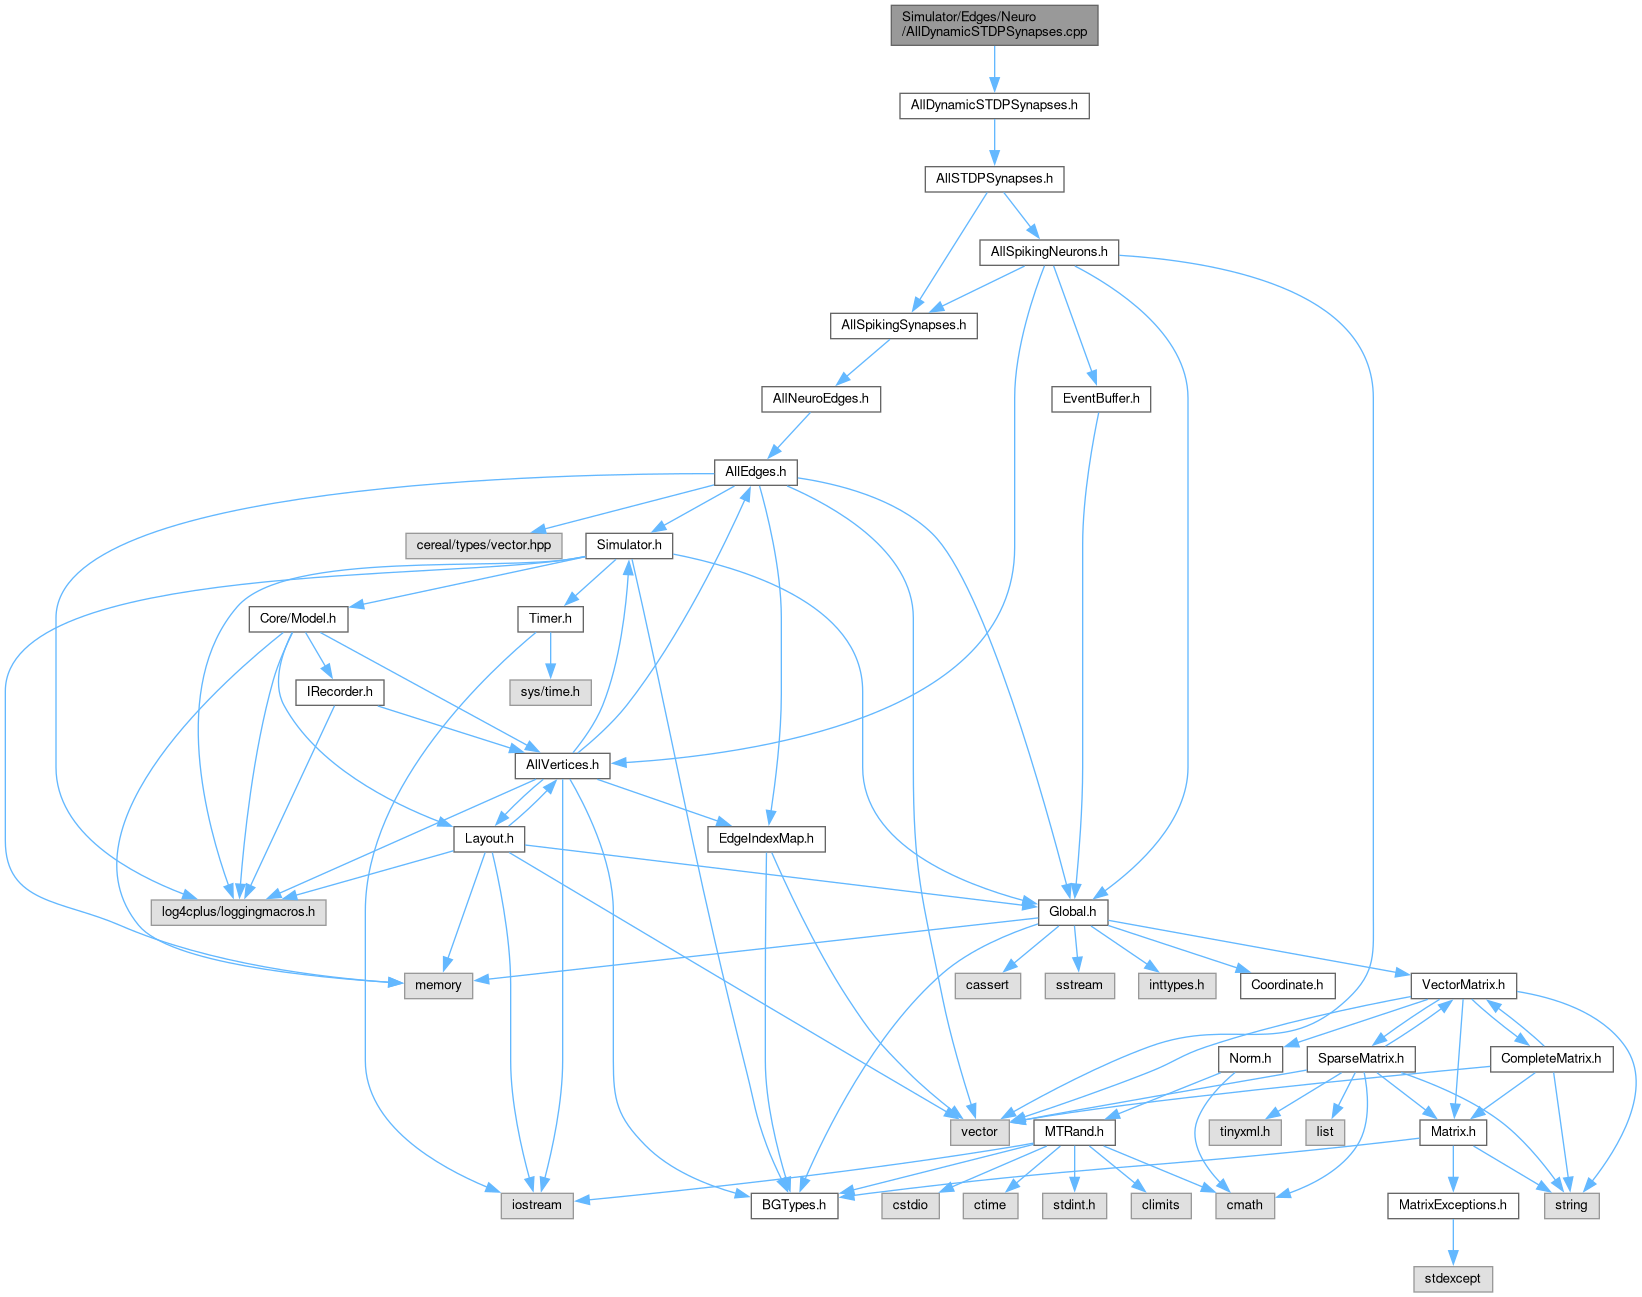 Simulator/Edges/Neuro
/AllDynamicSTDPSynapses.cpp
AllDynamicSTDPSynapses.h
AllSTDPSynapses.h
AllSpikingNeurons.h
AllSpikingSynapses.h
AllNeuroEdges.h
EventBuffer.h
AllEdges.h
cereal/types/vector.hpp
Simulator.h
Core/Model.h
Timer.h
IRecorder.h
sys/time.h
AllVertices.h
Layout.h
EdgeIndexMap.h
log4cplus/loggingmacros.h
Global.h
memory
cassert
sstream
inttypes.h
Coordinate.h
VectorMatrix.h
Norm.h
SparseMatrix.h
CompleteMatrix.h
vector
MTRand.h
tinyxml.h
list
Matrix.h
iostream
BGTypes.h
cstdio
ctime
stdint.h
climits
cmath
MatrixExceptions.h
string
stdexcept